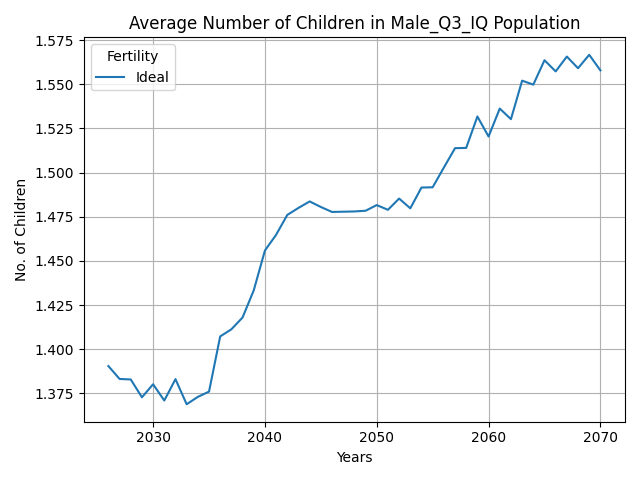 Average Number of Children in Male_Q3_IQ Population
Fertility
Ideal
1.575
1.550
1.525
1.500
1.475
1.450
1.425
1.400
1.375
No. of Children
2030
2040
2050
2060
2070
Years